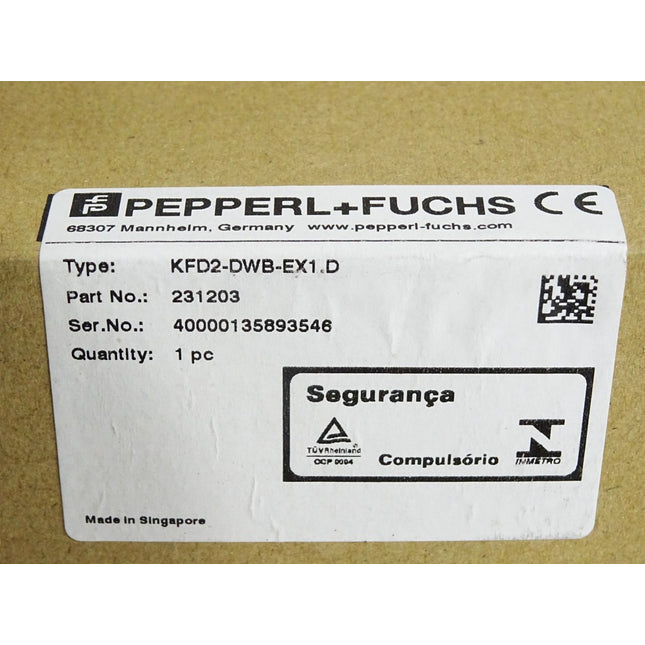 PEPPERL+FUCHS CE
68307 Mannheim, Germany www.pepperl-fuchs.com
Type: KFD2-DWB-EX1.D
Part No.: 231203
Ser.No.: 40000135893546
Quantity: 1 pc
Segurança
TÜVRheinland
OCP 0004
Compulsório
INMETRO
Made in Singapore